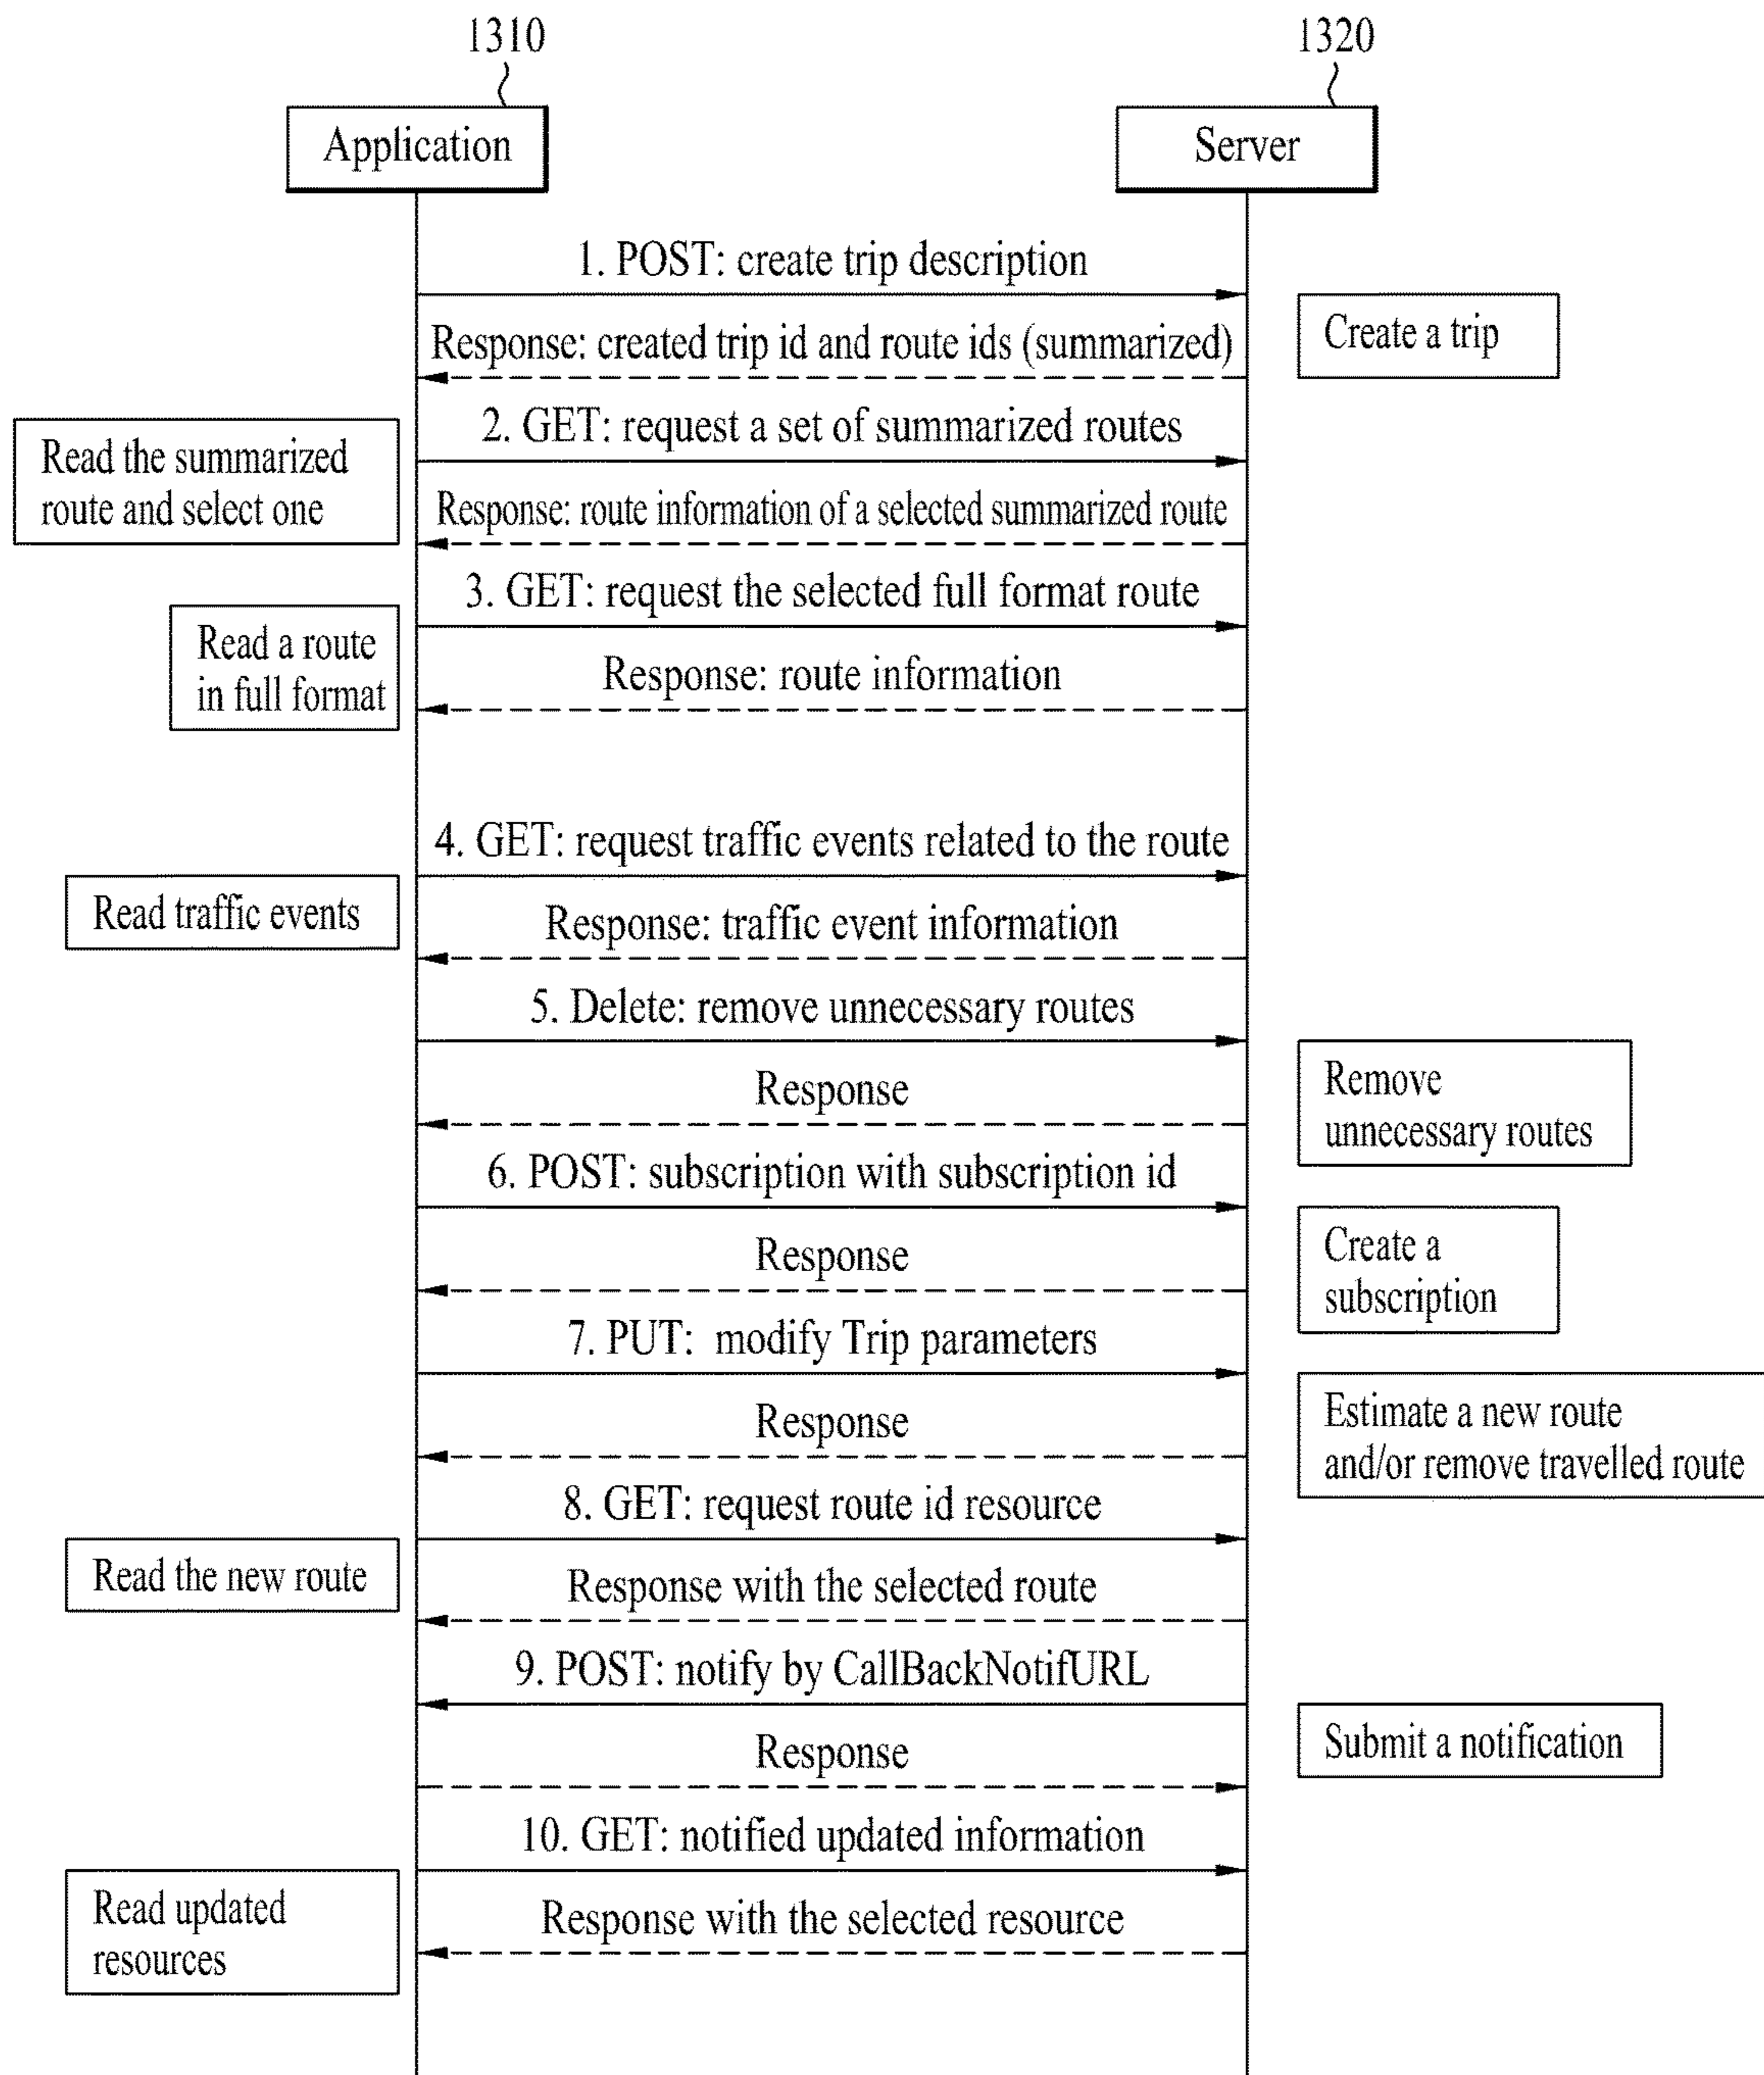 1310
1320
Application
Server
1. POST: create trip description
Response: created trip id and route ids (summarized)
Create a trip
2. GET: request a set of summarized routes
Read the summarized
route and select one
Response: route information of a selected summarized route
3. GET: request the selected full format route
Read a route
in full format
Response: route information
4. GET: request traffic events related to the route
Read traffic events
Response: traffic event information
5. Delete: remove unnecessary routes
Response
Remove
unnecessary routes
6. POST: subscription with subscription id
Response
Create a
subscription
7. PUT: modify Trip parameters
Response
Estimate a new route
and/or remove travelled route
8. GET: request route id resource
Read the new route
Response with the selected route
9. POST: notify by CallBackNotifURL
Submit a notification
Response
10. GET: notified updated information
Read updated
resources
Response with the selected resource